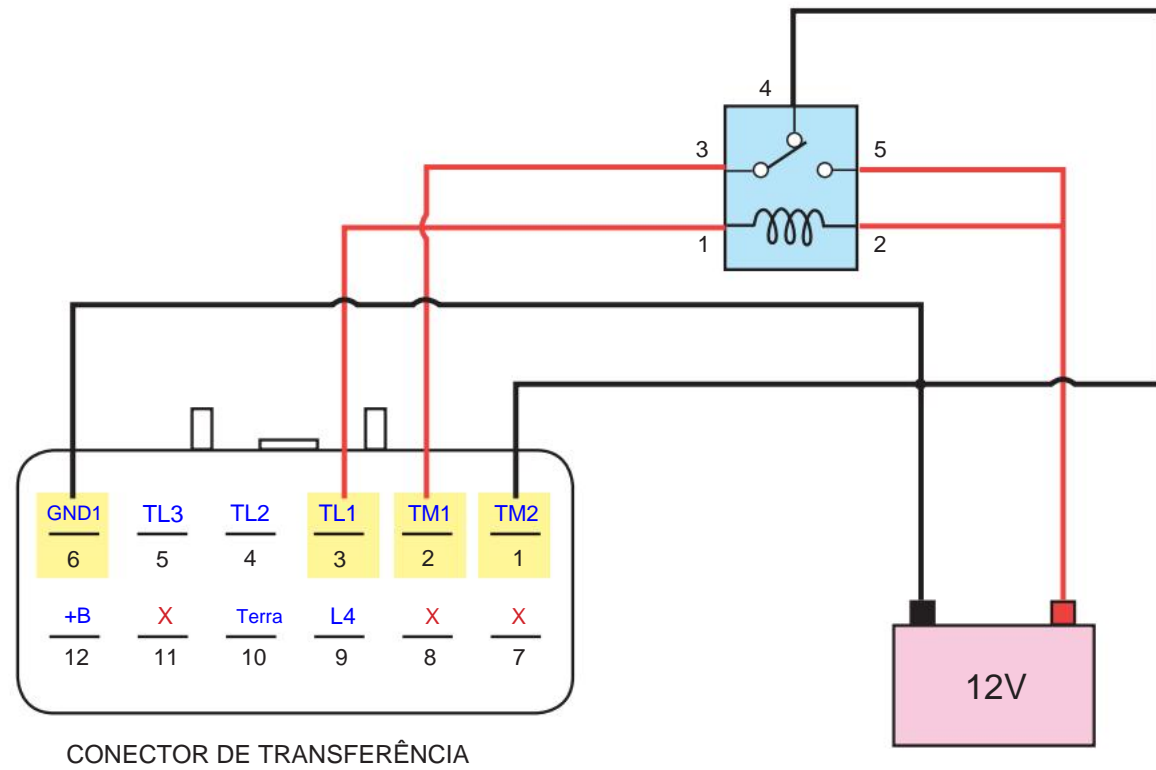 4
3
5
1
2
GND1 TL3 TL2 TL1 TM1 TM2
6 5 4 3 2 1
+B X Terra L4 X X
12 11 10 9 8 7
12V
CONECTOR DE TRANSFERÊNCIA